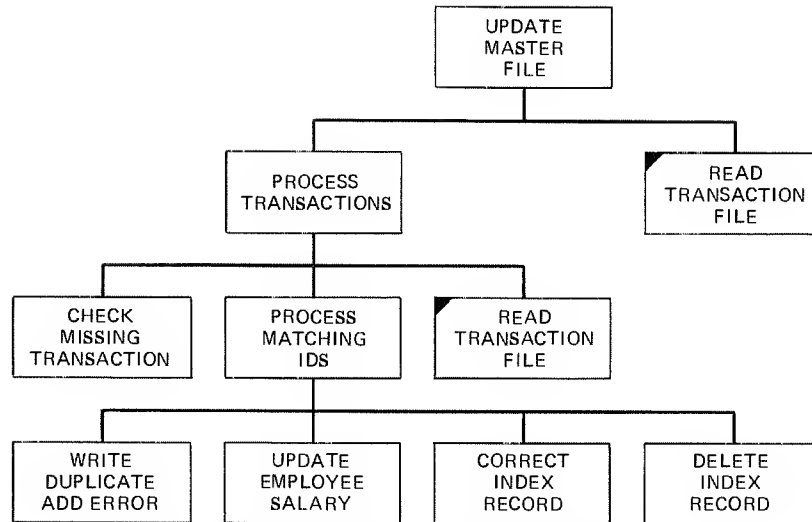 UPDATE
MASTER
FILE
PROCESS
TRANSACTIONS
READ
TRANSACTION
FILE
CHECK
MISSING
TRANSACTION
PROCESS
MATCHING
IDS
READ
TRANSACTION
FILE
WRITE
DUPLICATE
ADD ERROR
UPDATE
EMPLOYEE
SALARY
CORRECT
INDEX
RECORD
DELETE
INDEX
RECORD